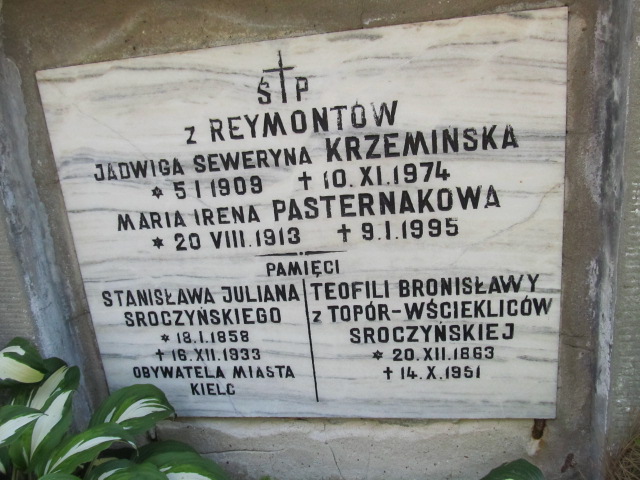 Ś † P
z REYMONTÓW
JADWIGA SEWERYNA KRZEMIŃSKA
* 5 I 1909 † 10.XI.1974
MARIA IRENA PASTERNAKOWA
* 20 VIII.1913 † 9.I.1995
PAMIĘCI
STANISŁAWA JULIANA
SROCZYŃSKIEGO
* 18.I.1858
† 16.XII.1933
OBYWATELA MIASTA
KIELC
TEOFILI BRONISŁAWY
z TOPÓR-WŚCIEKLICÓW
SROCZYŃSKIEJ
* 20.XII.1863
† 14.X.1951